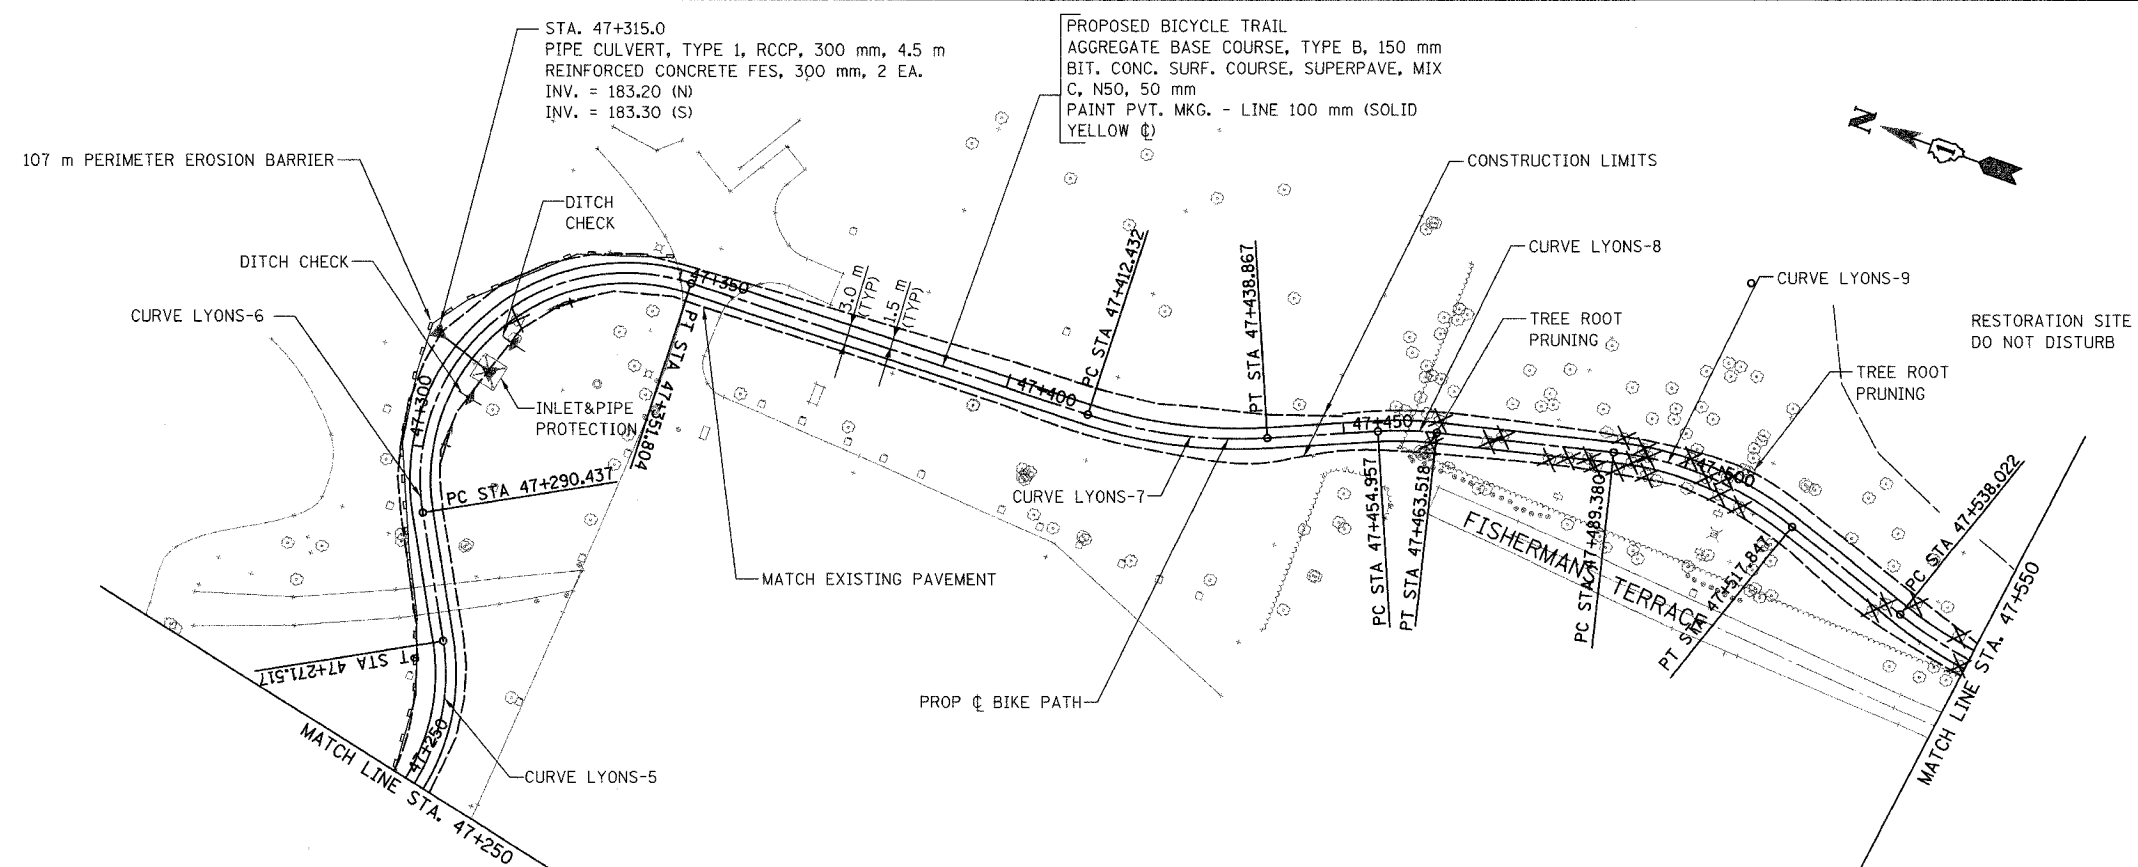 STA. 47+315.0
PIPE CULVERT, TYPE 1, RCCP, 300 mm, 4.5 m
REINFORCED CONCRETE FES, 300 mm, 2 EA.
INV. = 183.20 (N)
INV. = 183.30 (S)
PROPOSED BICYCLE TRAIL
AGGREGATE BASE COURSE, TYPE B, 150 mm
BIT. CONC. SURF. COURSE, SUPERPAVE, MIX
C, N50, 50 mm
PAINT PVT. MKG. - LINE 100 mm (SOLID
YELLOW ℄)
N
1
107 m PERIMETER EROSION BARRIER
CONSTRUCTION LIMITS
DITCH
CHECK
DITCH CHECK
CURVE LYONS-8
CURVE LYONS-9
CURVE LYONS-6
47+350
3.0 m
(TYP)
1.5 m
(TYP)
PC STA 47+412.432
PT STA 47+438.867
TREE ROOT
PRUNING
RESTORATION SITE
DO NOT DISTURB
TREE ROOT
PRUNING
47+300
INLET&PIPE
PROTECTION
PT STA 47+351.804
47+400
47+450
47+500
PC STA 47+290.437
CURVE LYONS-7
PC STA 47+454.957
PT STA 47+463.518
PC STA 47+489.380
FISHERMANS TERRACE
PT STA 47+517.847
PC STA 47+538.022
MATCH EXISTING PAVEMENT
PT STA 47+271.517
PROP ℄ BIKE PATH
47+250
CURVE LYONS-5
MATCH LINE STA. 47+250
MATCH LINE STA. 47+550